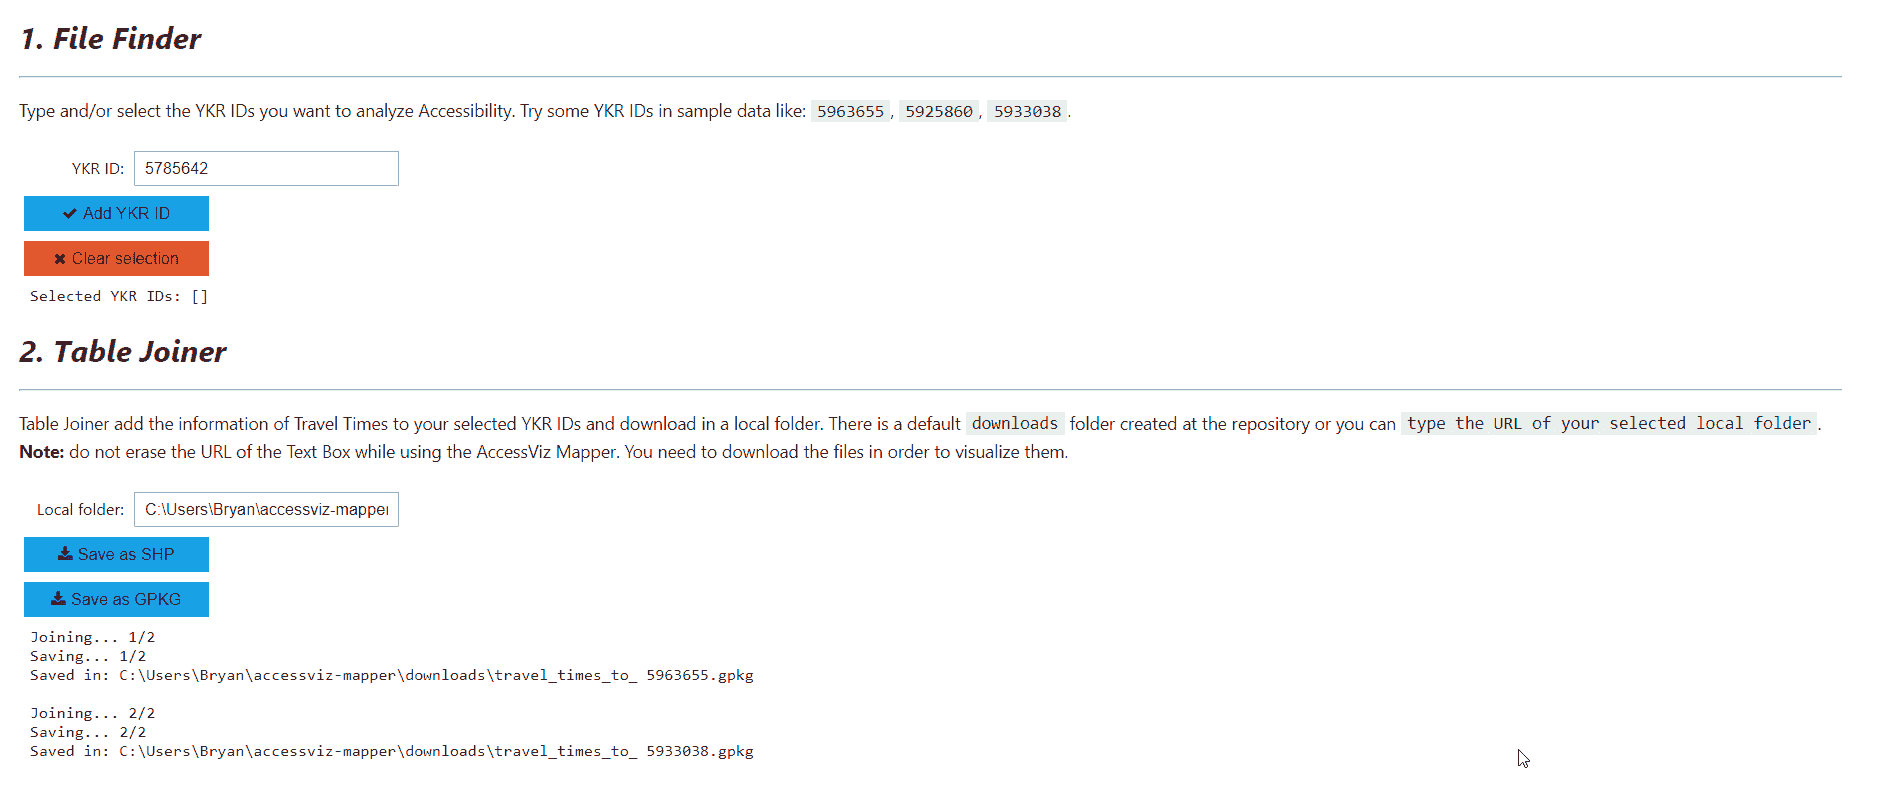 1. File Finder
Type and/or select the YKR IDs you want to analyze Accessibility. Try some YKR IDs in sample data like: 5963655, 5925860, 5933038.
YKR ID: 5785642
Add YKR ID
Clear selection
Selected YKR IDs: []
2. Table Joiner
Table Joiner add the information of Travel Times to your selected YKR IDs and download in a local folder. There is a default downloads folder created at the repository or you can type the URL of your selected local folder.
Note: do not erase the URL of the Text Box while using the AccessViz Mapper. You need to download the files in order to visualize them.
Local folder: C:\Users\Bryan\accessviz-mapper
Save as SHP
Save as GPKG
Joining... 1/2
Saving... 1/2
Saved in: C:\Users\Bryan\accessviz-mapper\downloads\travel_times_to_ 5963655.gpkg
Joining... 2/2
Saving... 2/2
Saved in: C:\Users\Bryan\accessviz-mapper\downloads\travel_times_to_ 5933038.gpkg